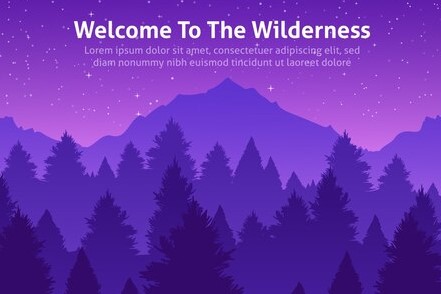 Welcome To The Wilderness
Lorem ipsum dolor sit amet, consectetuer adipiscing elit, sed
diam nonummy nibh euismod tincidunt ut laoreet dolore